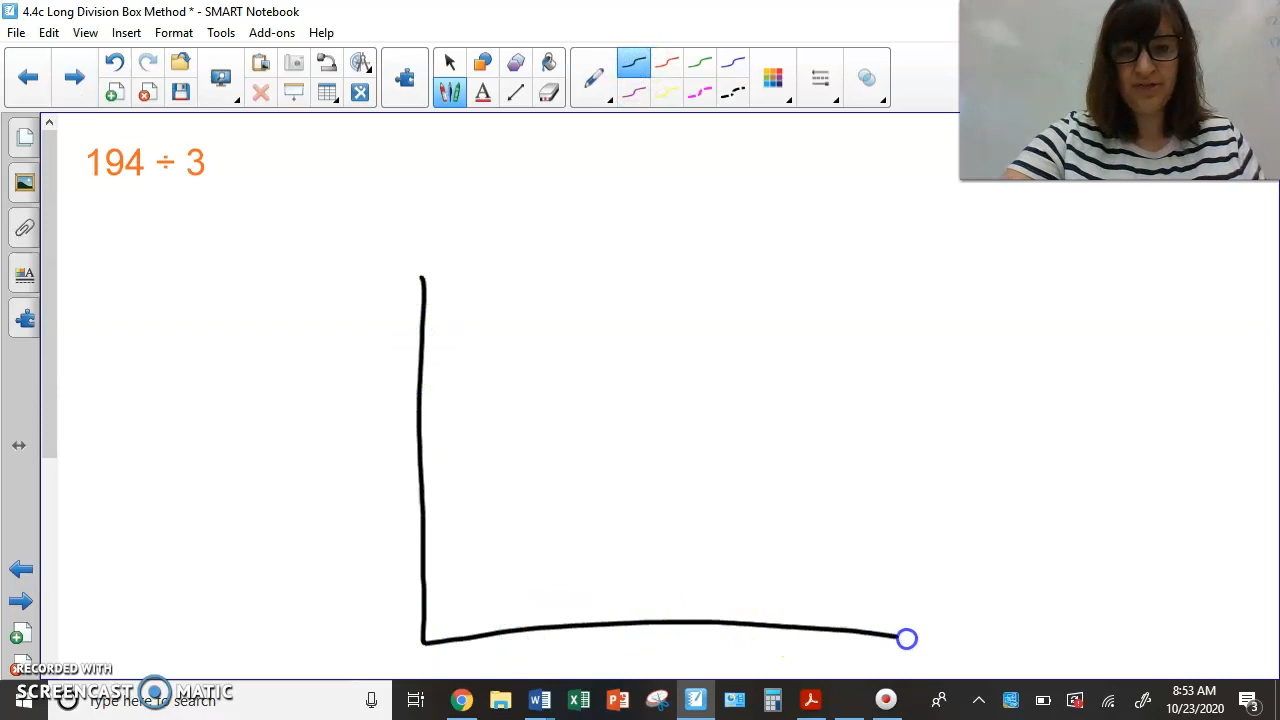 4.4c Long Division Box Method * - SMART Notebook
File Edit View Insert Format Tools Add-ons Help
194 ÷ 3
RECORDED WITH
SCREENCAST MATIC
Type here to search
8:53 AM
10/23/2020
3